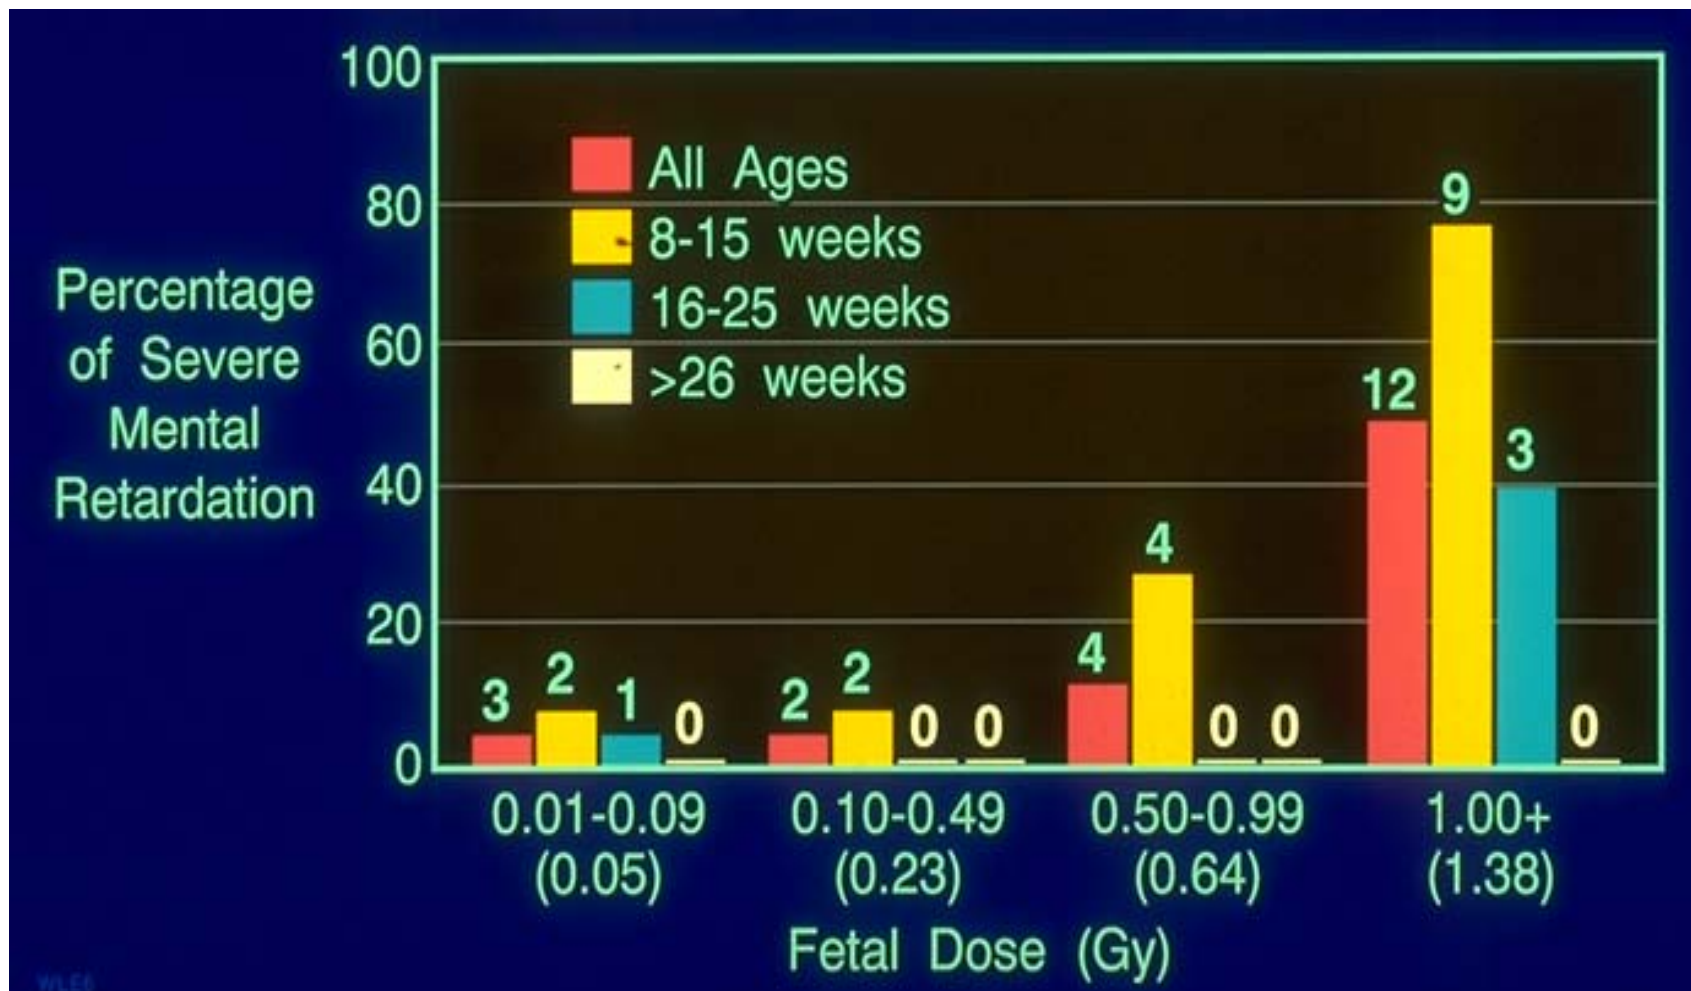 100
80
60
40
20
0
Percentage
of Severe
Mental
Retardation
All Ages
8-15 weeks
16-25 weeks
>26 weeks
3 2 1 0
2 2 0 0
4 4 0 0
12 9 3 0
0.01-0.09 0.10-0.49 0.50-0.99 1.00+
(0.05) (0.23) (0.64) (1.38)
Fetal Dose (Gy)